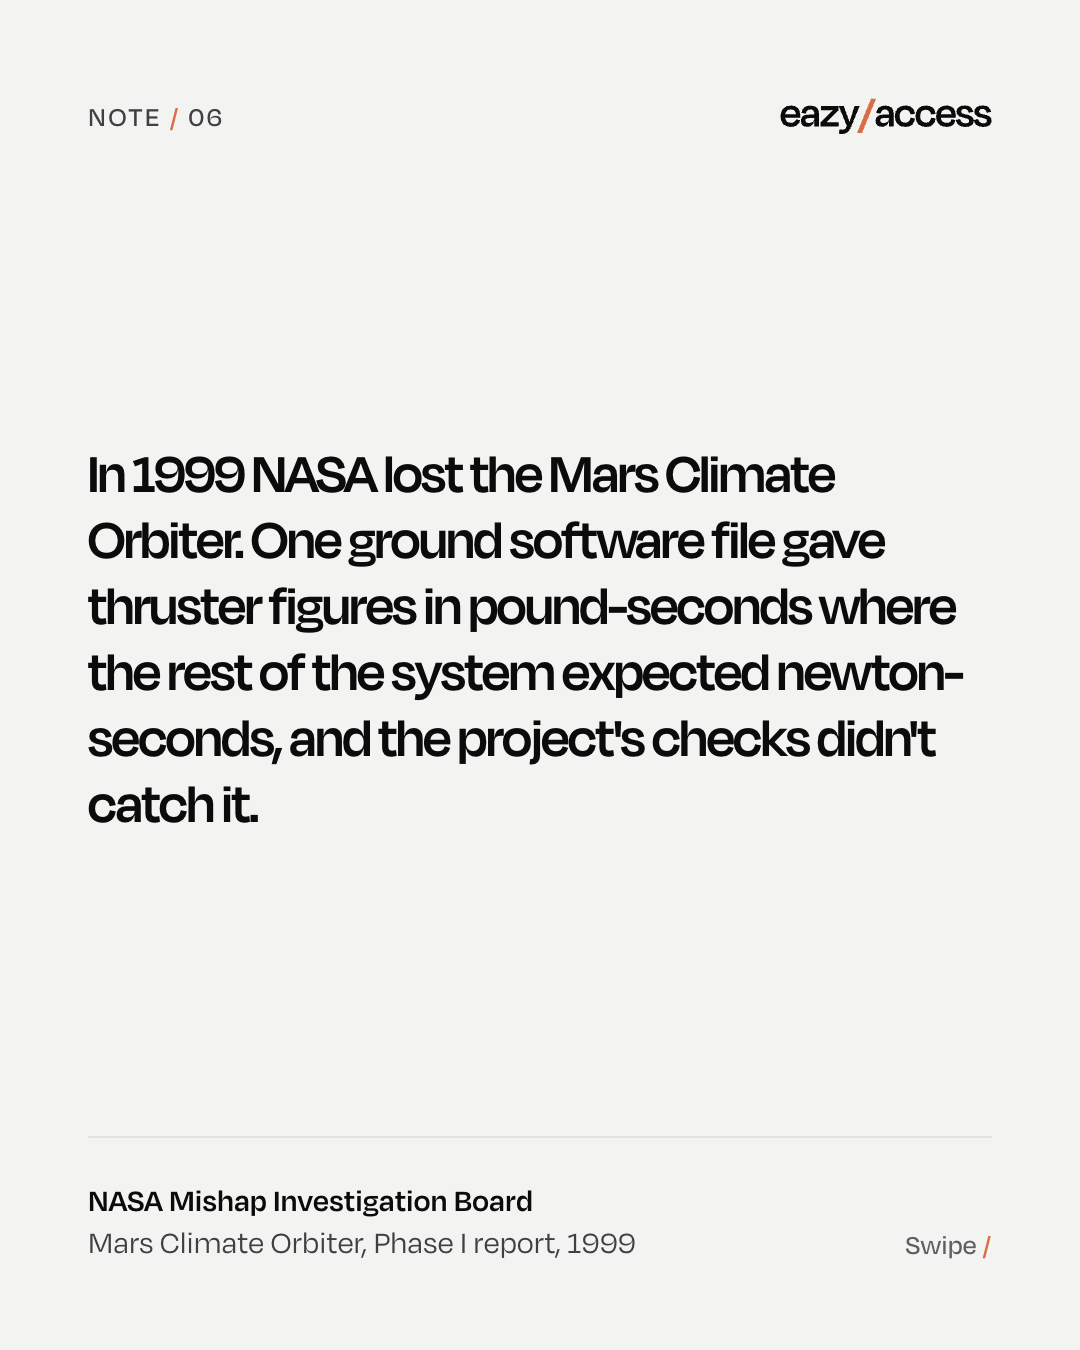 NOTE / 06
eazy/access
In 1999 NASA lost the Mars Climate
Orbiter. One ground software file gave
thruster figures in pound-seconds where
the rest of the system expected newton-
seconds, and the project's checks didn't
catch it.
NASA Mishap Investigation Board
Mars Climate Orbiter, Phase I report, 1999
Swipe /